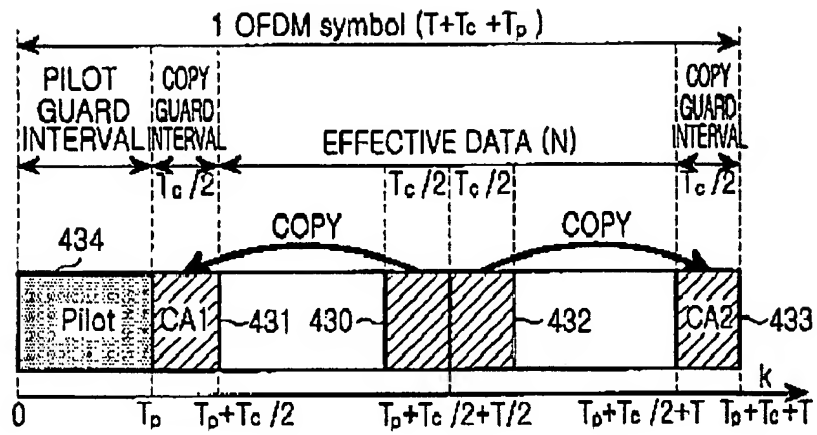 1 OFDM symbol (T+Tc +Tp )
PILOT GUARD INTERVAL
COPY GUARD INTERVAL
COPY GUARD INTERVAL
EFFECTIVE DATA (N)
Tc /2
Tc /2
Tc /2
Tc /2
COPY
COPY
434
Pilot
CA1
431
430
432
CA2
433
k
0
Tp
Tp+Tc /2
Tp+Tc /2+T/2
Tp+Tc /2+T
Tp+Tc+T